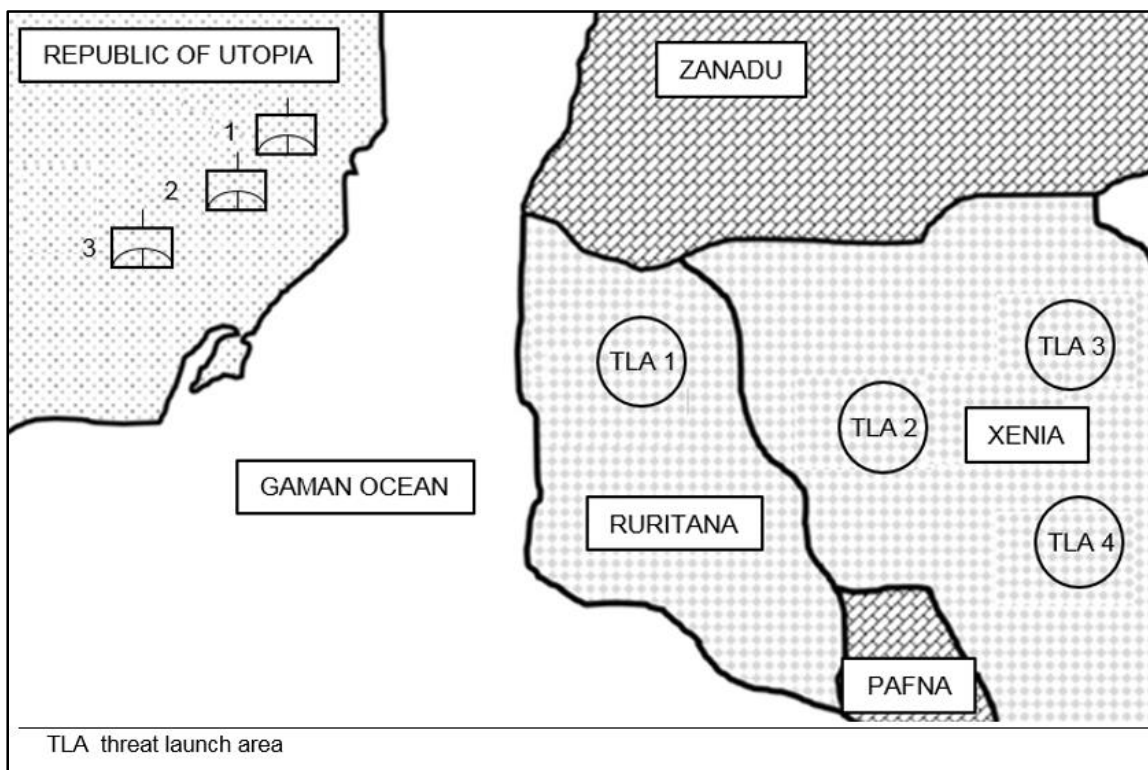 REPUBLIC OF UTOPIA
ZANADU
1
2
3
TLA 1
TLA 3
TLA 2
XENIA
GAMAN OCEAN
RURITANA
TLA 4
PAFNA
TLA threat launch area